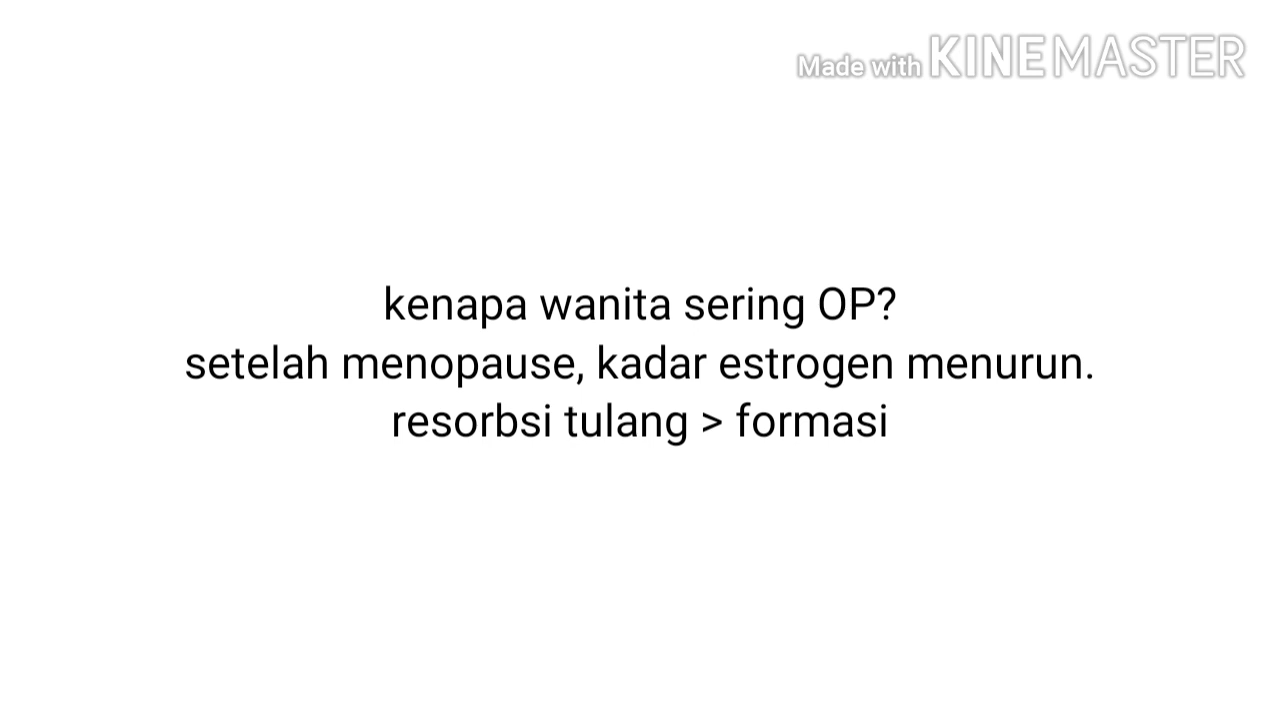 Made with KINEMASTER
kenapa wanita sering OP?
setelah menopause, kadar estrogen menurun.
resorbsi tulang > formasi